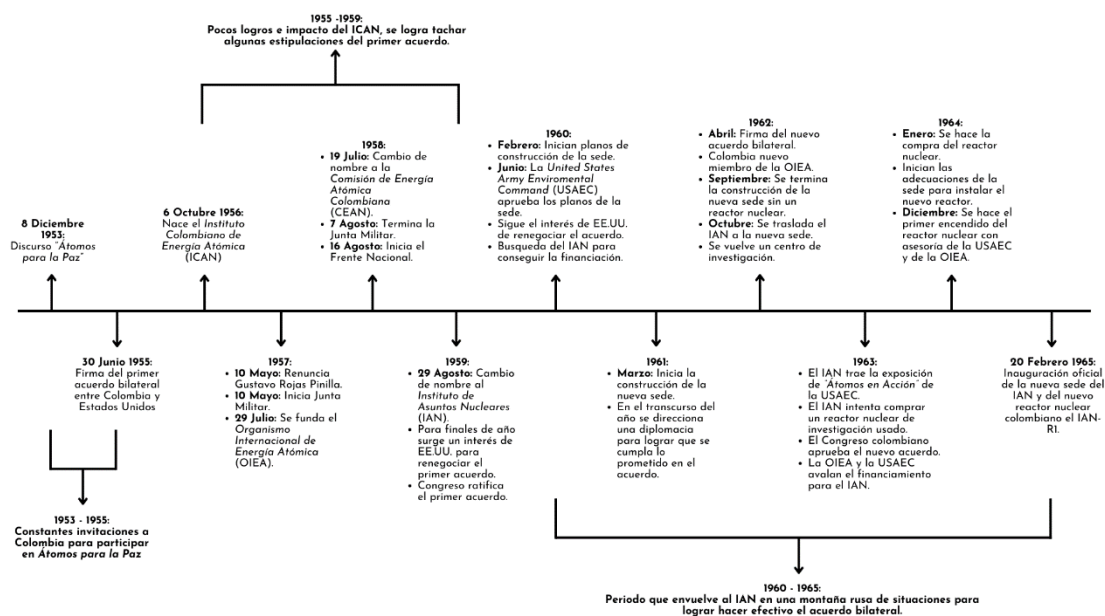 1955 -1959:
Pocos logros e impacto del ICAN, se logra tachar
algunas estipulaciones del primer acuerdo.
8 Diciembre
1953:
Discurso "Átomos
para la Paz"
6 Octubre 1956:
Nace el Instituto
Colombiano de
Energía Atómica
(ICAN)
1958:
• 19 Julio: Cambio de
nombre a la
Comisión de Energía
Atómica
Colombiana
(CEAN).
• 7 Agosto: Termina la
Junta Militar.
• 16 Agosto: Inicia el
Frente Nacional.
1960:
• Febrero: Inician planos de
construcción de la sede.
• Junio: La United States
Army Enviromental
Command (USAEC)
aprueba los planos de la
sede.
• Sigue el interés de EE.UU.
de renegociar el acuerdo.
• Busqueda del IAN para
conseguir la financiación.
1962:
• Abril: Firma del nuevo
acuerdo bilateral.
• Colombia nuevo
miembro de la OIEA.
• Septiembre: Se termina
la construcción de la
nueva sede sin un
reactor nuclear.
• Octubre: Se traslada el
IAN a la nueva sede.
• Se vuelve un centro de
investigación.
1964:
• Enero: Se hace la
compra del reactor
nuclear.
• Inician las
adecuaciones de la
sede para instalar el
nuevo reactor.
• Diciembre: Se hace el
primer encendido del
reactor nuclear con
asesoría de la USAEC
y de la OIEA.
30 Junio 1955:
Firma del primer
acuerdo bilateral
entre Colombia y
Estados Unidos
1957:
• 10 Mayo: Renuncia
Gustavo Rojas Pinilla.
• 10 Mayo: Inicia Junta
Militar.
• 29 Julio: Se funda el
Organismo
Internacional de
Energía Atómica
(OIEA).
1959:
• 29 Agosto: Cambio
de nombre al
Instituto de
Asuntos Nucleares
(IAN).
• Para finales de año
surge un interés de
EE.UU. para
renegociar el
primer acuerdo.
• Congreso ratifica
el primer acuerdo.
1961:
• Marzo: Inicia la
construcción de la
nueva sede.
• En el transcurso del
año se direcciona
una diplomacia
para lograr que se
cumpla lo
prometido en el
acuerdo.
1963:
• El IAN trae la exposición
de "Átomos en Acción" de
la USAEC.
• El IAN intenta comprar
un reactor nuclear de
investigación usado.
• El Congreso colombiano
aprueba el nuevo acuerdo.
• La OIEA y la USAEC
avalan el financiamiento
para el IAN.
20 Febrero 1965:
Inauguración oficial
de la nueva sede del
IAN y del nuevo
reactor nuclear
colombiano el IAN-
R1.
1953 - 1955:
Constantes invitaciones a
Colombia para participar
en Átomos para la Paz
1960 - 1965:
Periodo que envuelve al IAN en una montaña rusa de situaciones para
lograr hacer efectivo el acuerdo bilateral.